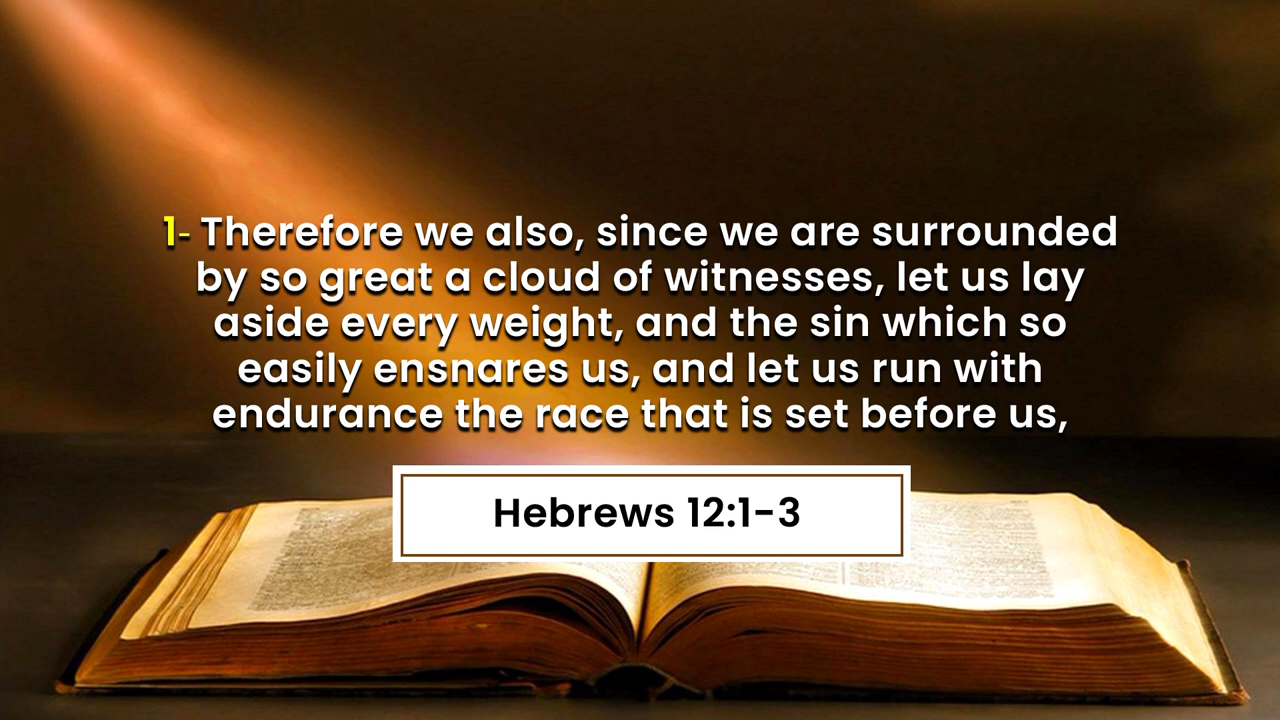 1- Therefore we also, since we are surrounded
by so great a cloud of witnesses, let us lay
aside every weight, and the sin which so
easily ensnares us, and let us run with
endurance the race that is set before us,
Hebrews 12:1-3